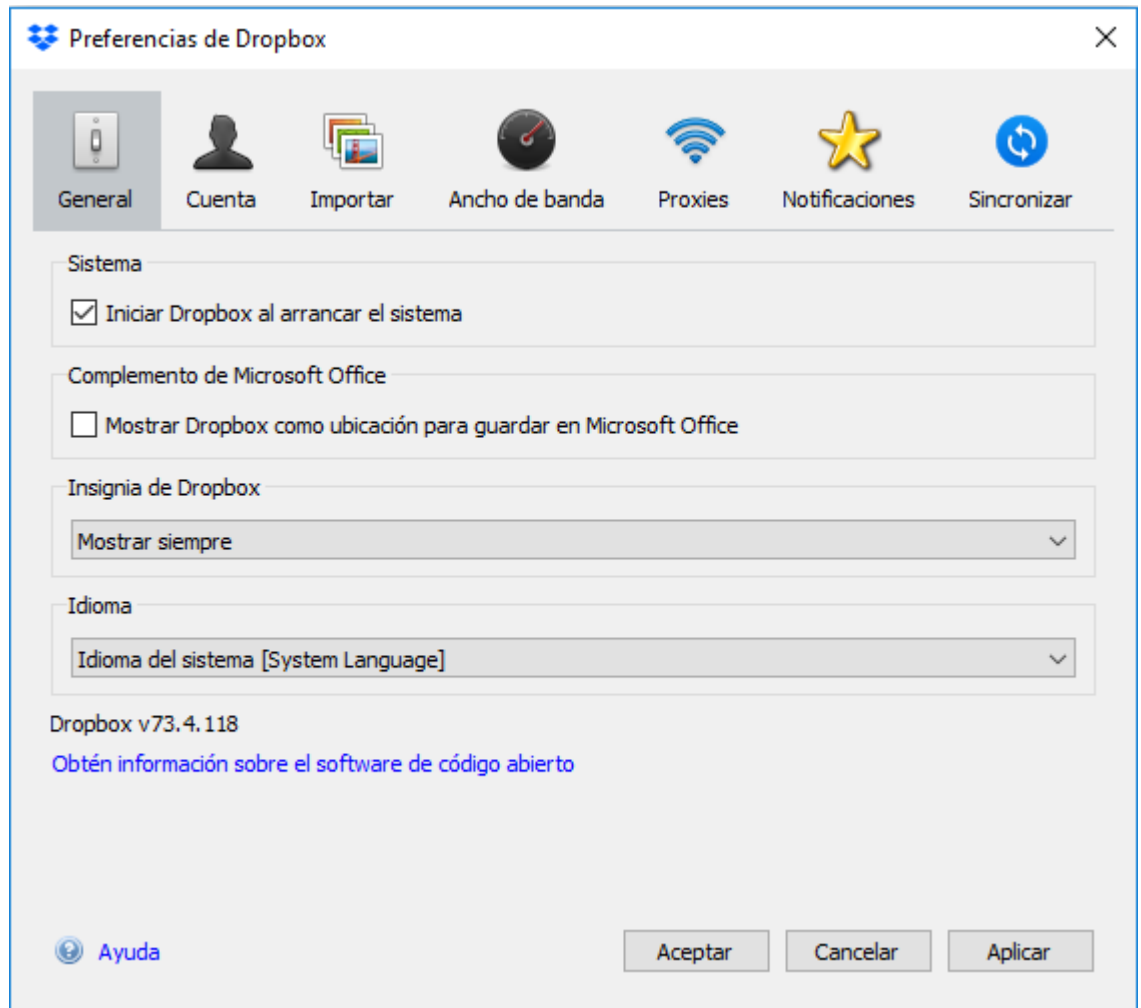 Preferencias de Dropbox
General Cuenta Importar Ancho de banda Proxies Notificaciones Sincronizar
Sistema
Iniciar Dropbox al arrancar el sistema
Complemento de Microsoft Office
Mostrar Dropbox como ubicación para guardar en Microsoft Office
Insignia de Dropbox
Mostrar siempre
Idioma
Idioma del sistema [System Language]
Dropbox v73.4.118
Obtén información sobre el software de código abierto
Ayuda Aceptar Cancelar Aplicar